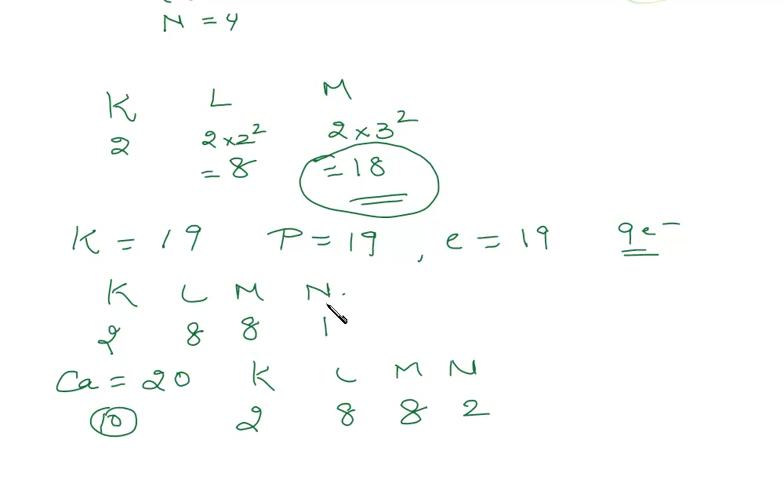 N = 4
K L M
2 2×2² 2×3²
= 8 = 18
K = 19 P = 19 , e = 19 9e⁻
K L M N.
2 8 8 1
Ca = 20 K L M N
10 2 8 8 2